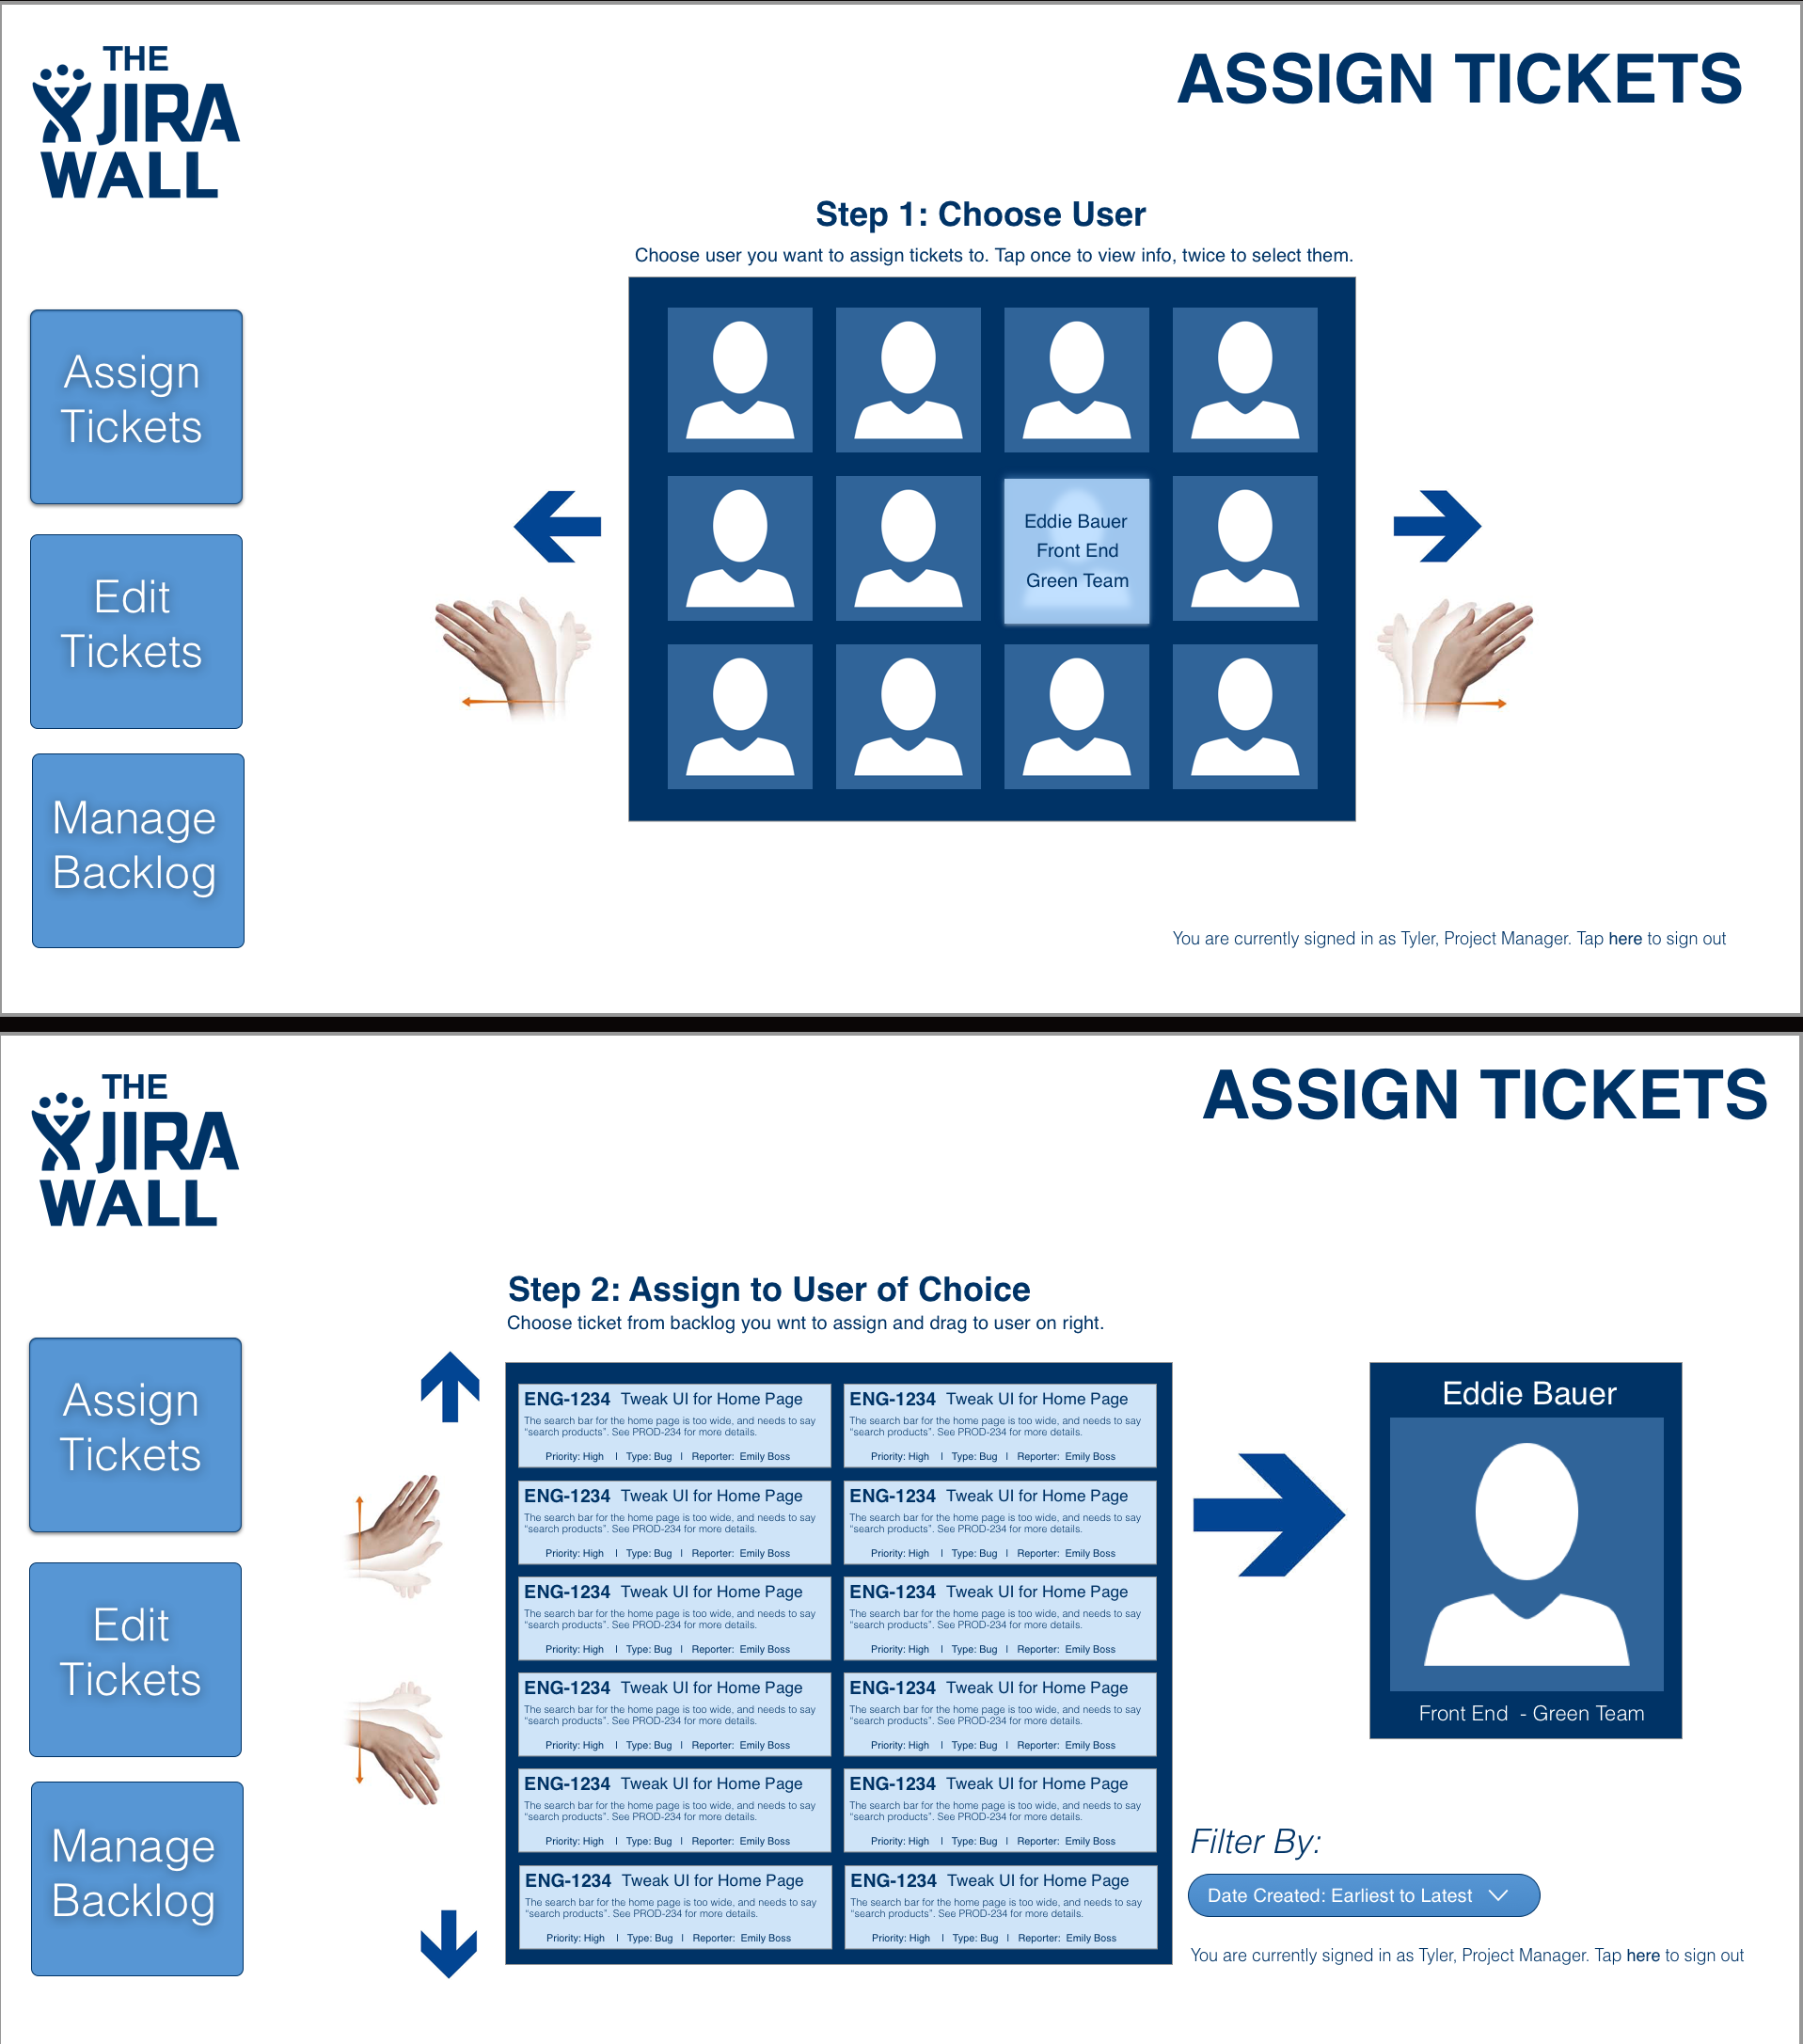 THE
JIRA
WALL
ASSIGN TICKETS
Step 1: Choose User
Choose user you want to assign tickets to. Tap once to view info, twice to select them.
Assign
Tickets
Edit
Tickets
Manage
Backlog
Eddie Bauer
Front End
Green Team
You are currently signed in as Tyler, Project Manager. Tap here to sign out
THE
JIRA
WALL
ASSIGN TICKETS
Step 2: Assign to User of Choice
Choose ticket from backlog you wnt to assign and drag to user on right.
Assign
Tickets
Edit
Tickets
Manage
Backlog
ENG-1234 Tweak UI for Home Page
The search bar for the home page is too wide, and needs to say
“search products”. See PROD-234 for more details.
Priority: High | Type: Bug | Reporter: Emily Boss
ENG-1234 Tweak UI for Home Page
The search bar for the home page is too wide, and needs to say
“search products”. See PROD-234 for more details.
Priority: High | Type: Bug | Reporter: Emily Boss
ENG-1234 Tweak UI for Home Page
The search bar for the home page is too wide, and needs to say
“search products”. See PROD-234 for more details.
Priority: High | Type: Bug | Reporter: Emily Boss
ENG-1234 Tweak UI for Home Page
The search bar for the home page is too wide, and needs to say
“search products”. See PROD-234 for more details.
Priority: High | Type: Bug | Reporter: Emily Boss
ENG-1234 Tweak UI for Home Page
The search bar for the home page is too wide, and needs to say
“search products”. See PROD-234 for more details.
Priority: High | Type: Bug | Reporter: Emily Boss
ENG-1234 Tweak UI for Home Page
The search bar for the home page is too wide, and needs to say
“search products”. See PROD-234 for more details.
Priority: High | Type: Bug | Reporter: Emily Boss
ENG-1234 Tweak UI for Home Page
The search bar for the home page is too wide, and needs to say
“search products”. See PROD-234 for more details.
Priority: High | Type: Bug | Reporter: Emily Boss
ENG-1234 Tweak UI for Home Page
The search bar for the home page is too wide, and needs to say
“search products”. See PROD-234 for more details.
Priority: High | Type: Bug | Reporter: Emily Boss
ENG-1234 Tweak UI for Home Page
The search bar for the home page is too wide, and needs to say
“search products”. See PROD-234 for more details.
Priority: High | Type: Bug | Reporter: Emily Boss
ENG-1234 Tweak UI for Home Page
The search bar for the home page is too wide, and needs to say
“search products”. See PROD-234 for more details.
Priority: High | Type: Bug | Reporter: Emily Boss
ENG-1234 Tweak UI for Home Page
The search bar for the home page is too wide, and needs to say
“search products”. See PROD-234 for more details.
Priority: High | Type: Bug | Reporter: Emily Boss
ENG-1234 Tweak UI for Home Page
The search bar for the home page is too wide, and needs to say
“search products”. See PROD-234 for more details.
Priority: High | Type: Bug | Reporter: Emily Boss
Eddie Bauer
Front End - Green Team
Filter By:
Date Created: Earliest to Latest
You are currently signed in as Tyler, Project Manager. Tap here to sign out